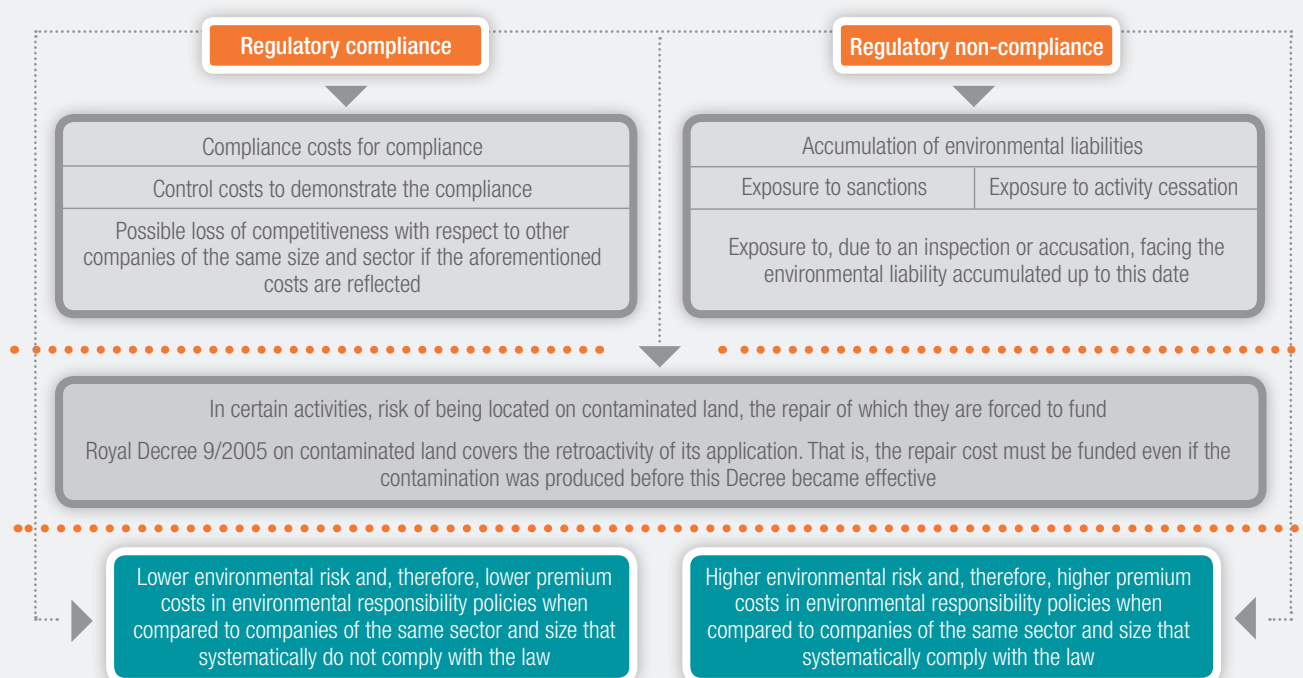 Regulatory compliance
Regulatory non-compliance
Compliance costs for compliance
Control costs to demonstrate the compliance
Possible loss of competitiveness with respect to other
companies of the same size and sector if the aforementioned
costs are reflected
Accumulation of environmental liabilities
Exposure to sanctions
Exposure to activity cessation
Exposure to, due to an inspection or accusation, facing the
environmental liability accumulated up to this date
In certain activities, risk of being located on contaminated land, the repair of which they are forced to fund
Royal Decree 9/2005 on contaminated land covers the retroactivity of its application. That is, the repair cost must be funded even if the
contamination was produced before this Decree became effective
Lower environmental risk and, therefore, lower premium
costs in environmental responsibility policies when
compared to companies of the same sector and size that
systematically do not comply with the law
Higher environmental risk and, therefore, higher premium
costs in environmental responsibility policies when
compared to companies of the same sector and size that
systematically comply with the law